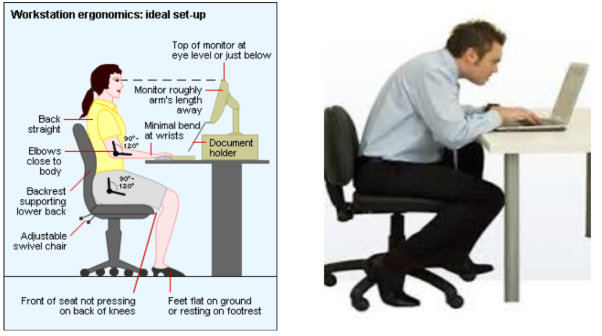 Workstation ergonomics: ideal set-up
Top of monitor at
eye level or just below
Monitor roughly
arm's length
away
Back
straight
Minimal bend
at wrists
90°-
120°
Document
holder
Elbows
close to
body
90°-
120°
Backrest
supporting
lower back
Adjustable
swivel chair
Front of seat not pressing
on back of knees
Feet flat on ground
or resting on footrest